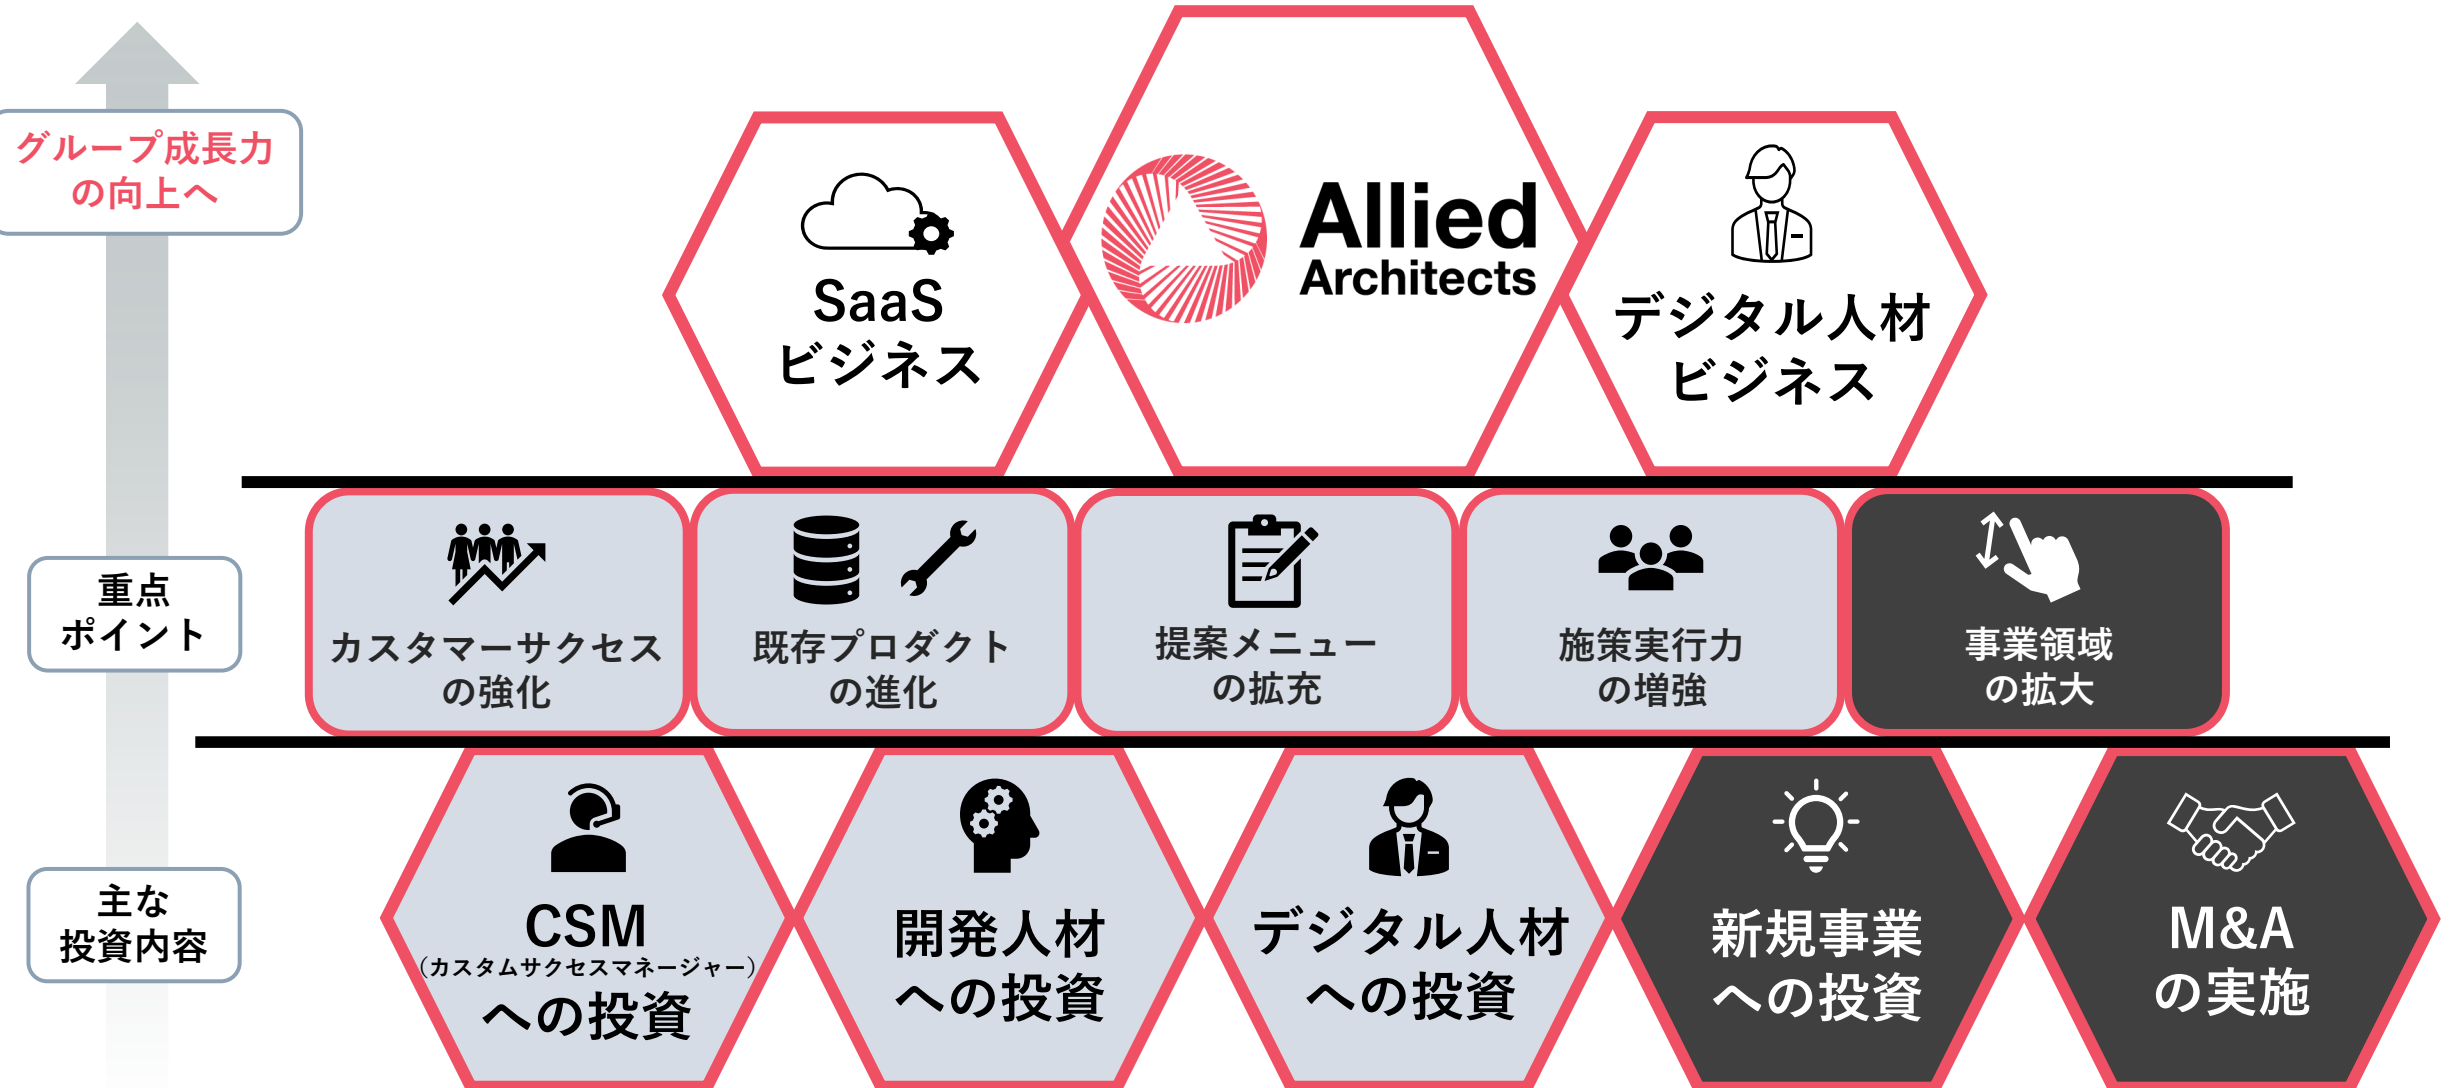 グループ成長力
の向上へ
SaaS
ビジネス
Allied
Architects
デジタル人材
ビジネス
重点
ポイント
カスタマーサクセス
の強化
既存プロダクト
の進化
提案メニュー
の拡充
施策実行力
の増強
事業領域
の拡大
主な
投資内容
CSM
（カスタムサクセスマネージャー）
への投資
開発人材
への投資
デジタル人材
への投資
新規事業
への投資
M&A
の実施